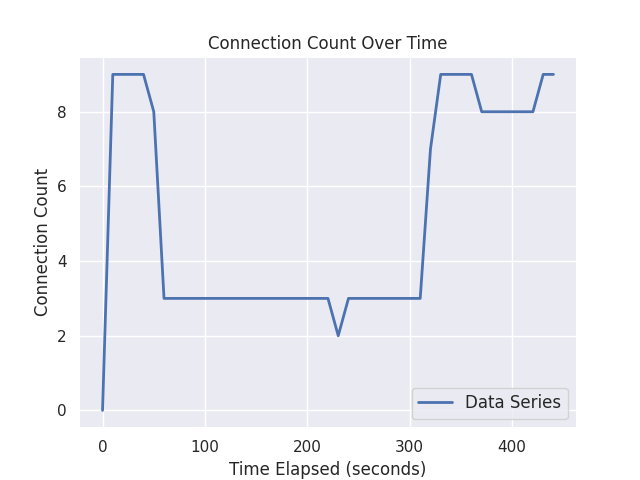 Connection Count Over Time
Connection Count
8
6
4
2
0
Data Series
0 100 200 300 400
Time Elapsed (seconds)